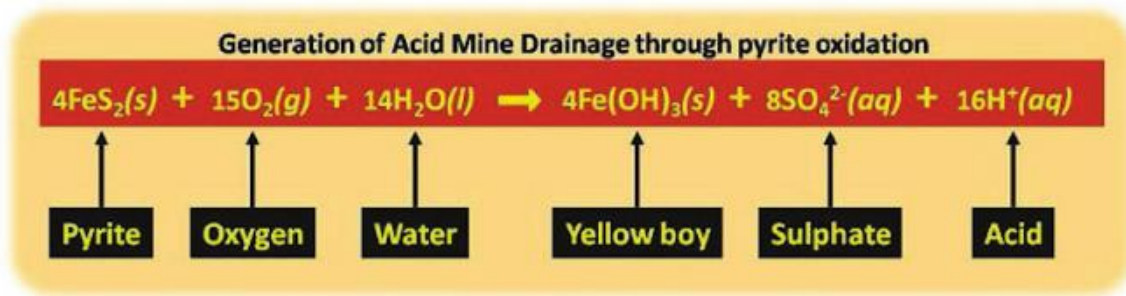 Generation of Acid Mine Drainage through pyrite oxidation
4FeS₂(s) + 15O₂(g) + 14H₂O(l) ➡ 4Fe(OH)₃(s) + 8SO₄²⁻(aq) + 16H⁺(aq)
Pyrite Oxygen Water Yellow boy Sulphate Acid